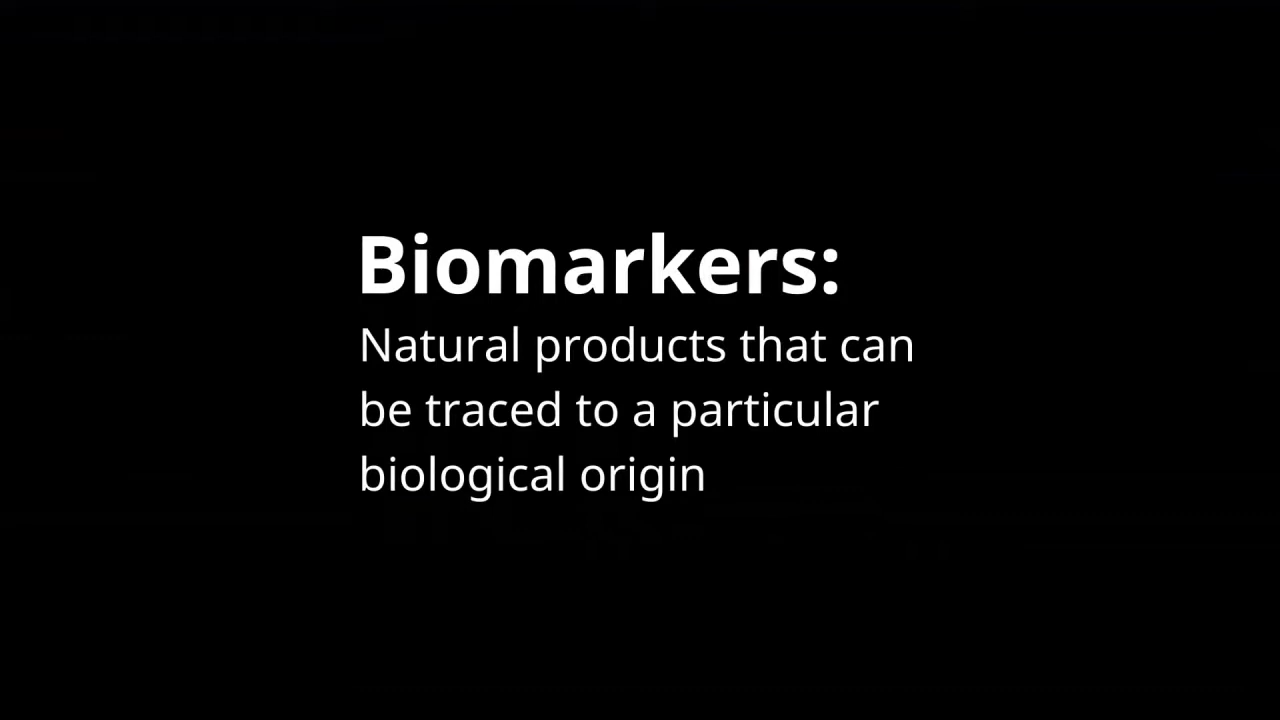 Biomarkers:
Natural products that can
be traced to a particular
biological origin